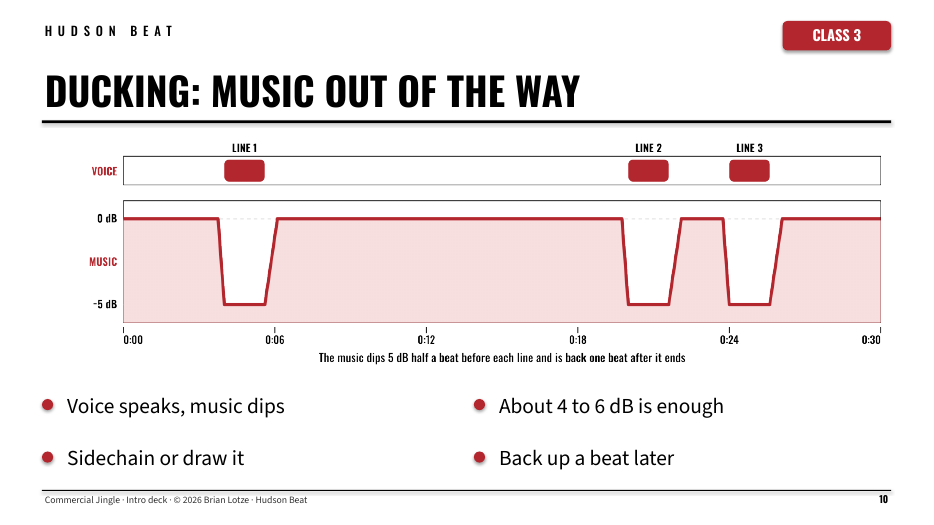 HUDSON BEAT
CLASS 3
DUCKING: MUSIC OUT OF THE WAY
LINE 1
LINE 2
LINE 3
VOICE
0 dB
MUSIC
-5 dB
0:00
0:06
0:12
0:18
0:24
0:30
The music dips 5 dB half a beat before each line and is back one beat after it ends
Voice speaks, music dips
About 4 to 6 dB is enough
Sidechain or draw it
Back up a beat later
Commercial Jingle · Intro deck · © 2026 Brian Lotze · Hudson Beat
10